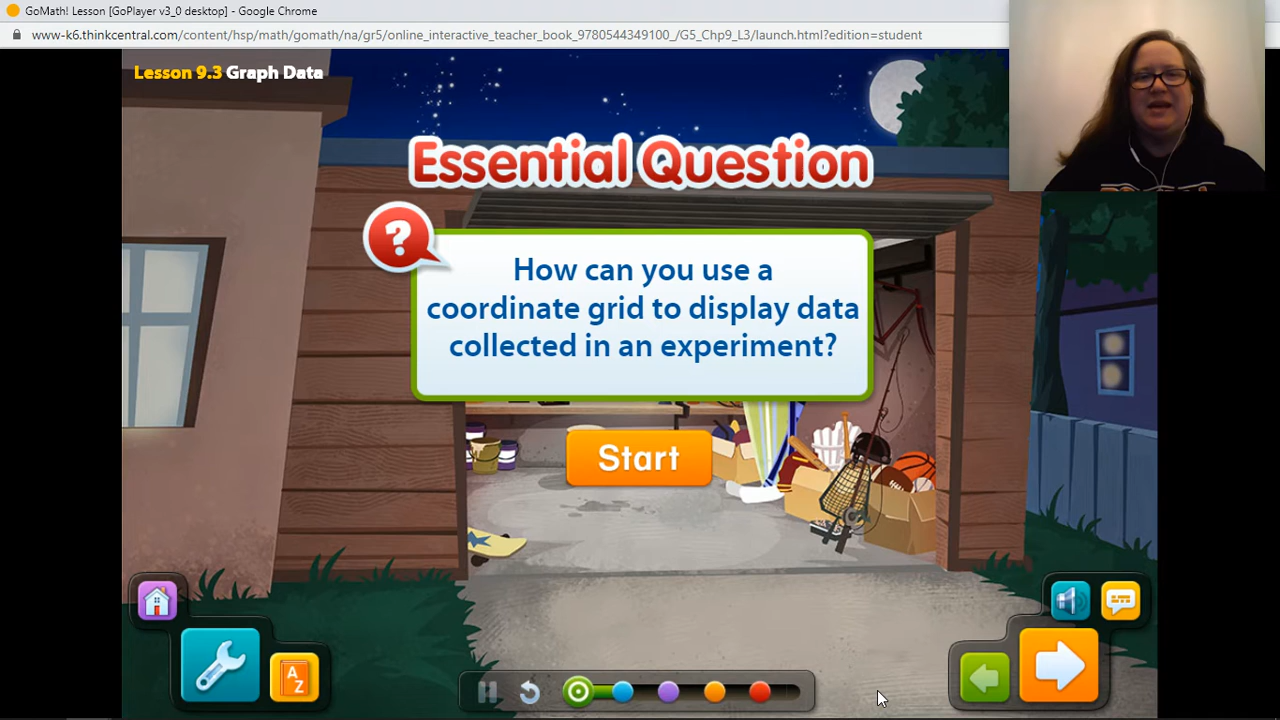 GoMath! Lesson [GoPlayer v3_0 desktop] - Google Chrome
www-k6.thinkcentral.com/content/hsp/math/gomath/na/gr5/online_interactive_teacher_book_9780544349100_/G5_Chp9_L3/launch.html?edition=student
Lesson 9.3 Graph Data
Essential Question
?
How can you use a
coordinate grid to display data
collected in an experiment?
Start
A
Z